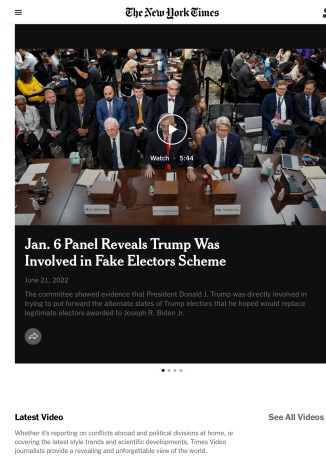 The New York Times
Watch · 5:44
Jan. 6 Panel Reveals Trump Was
Involved in Fake Electors Scheme
June 21, 2022
The committee showed evidence that President Donald J. Trump was directly involved in
trying to put forward the alternate slates of Trump electors that he hoped would replace
legitimate electors awarded to Joseph R. Biden Jr.
Latest Video
See All Videos
Whether it's reporting on conflicts abroad and political divisions at home, or
covering the latest style trends and scientific developments, Times Video
journalists provide a revealing and unforgettable view of the world.